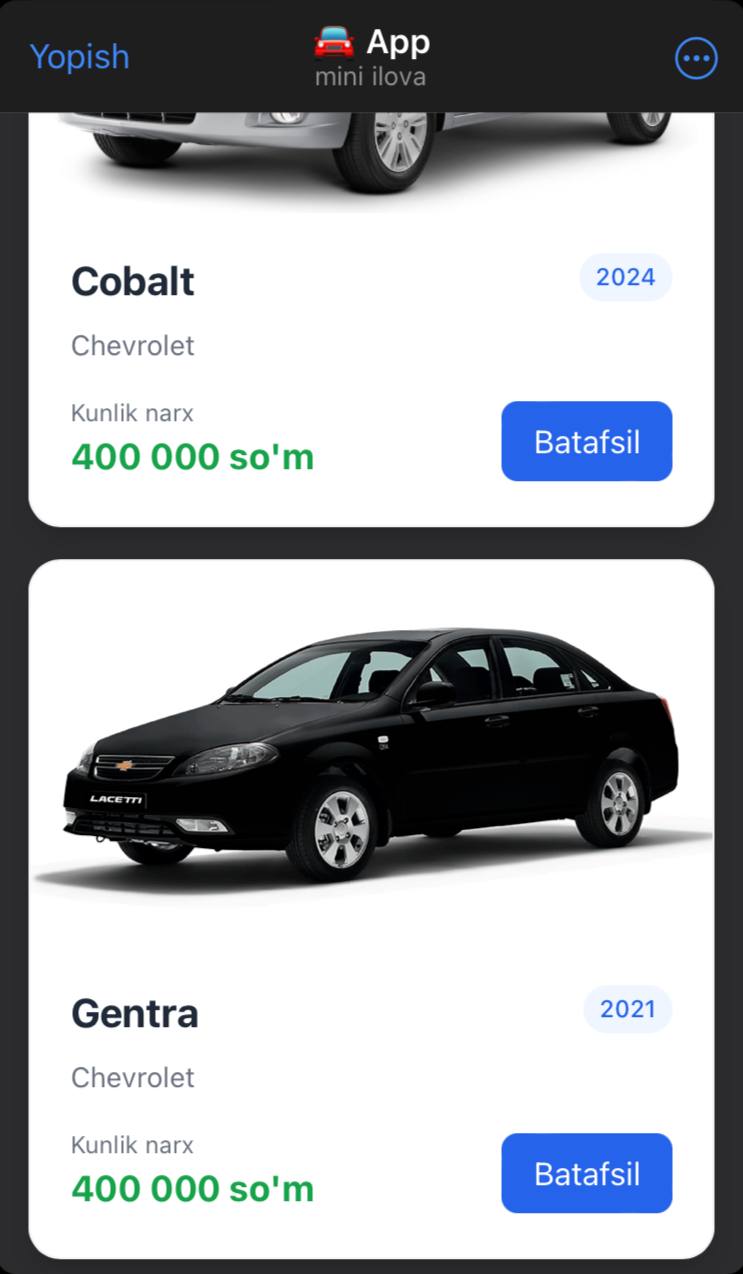 Yopish
🚘 App
mini ilova
Cobalt
2024
Chevrolet
Kunlik narx
400 000 so'm
Batafsil
LACETTI
Gentra
2021
Chevrolet
Kunlik narx
400 000 so'm
Batafsil